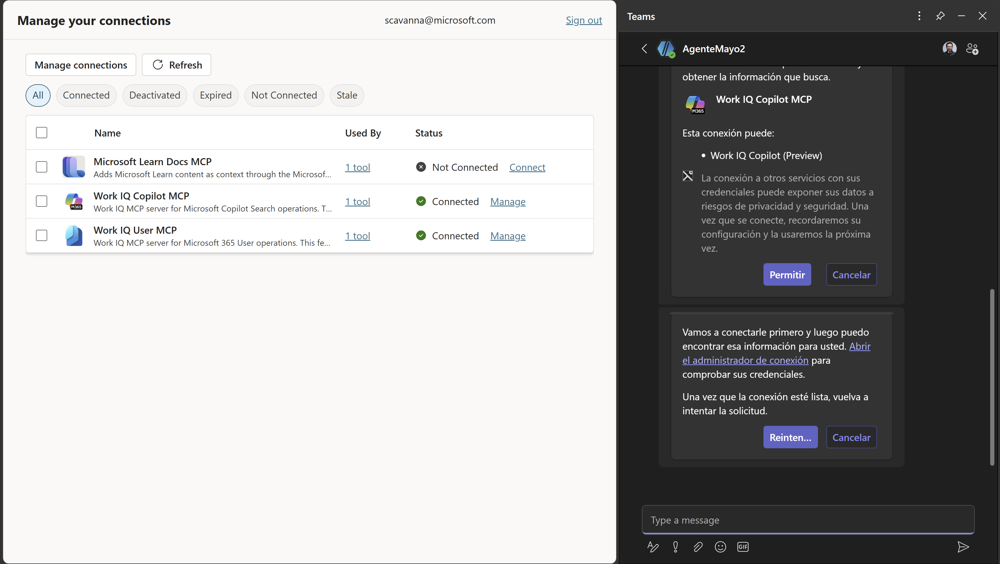 Manage your connections
scavanna@microsoft.com
Sign out
Manage connections
Refresh
All
Connected
Deactivated
Expired
Not Connected
Stale
Name
Used By
Status
Microsoft Learn Docs MCP
Adds Microsoft Learn content as context through the Microsof...
1 tool
Not Connected
Connect
Work IQ Copilot MCP
Work IQ MCP server for Microsoft Copilot Search operations. T...
1 tool
Connected
Manage
M365
Work IQ User MCP
Work IQ MCP server for Microsoft 365 User operations. This fe...
1 tool
Connected
Manage
Teams
AgenteMayo2
obtener la información que busca.
Work IQ Copilot MCP
M365
Esta conexión puede:
• Work IQ Copilot (Preview)
La conexión a otros servicios con sus
credenciales puede exponer sus datos a
riesgos de privacidad y seguridad. Una
vez que se conecte, recordaremos su
configuración y la usaremos la próxima
vez.
Permitir
Cancelar
Vamos a conectarle primero y luego puedo
encontrar esa información para usted. Abrir
el administrador de conexión para
comprobar sus credenciales.
Una vez que la conexión esté lista, vuelva a
intentar la solicitud.
Reinten...
Cancelar
Type a message
GIF